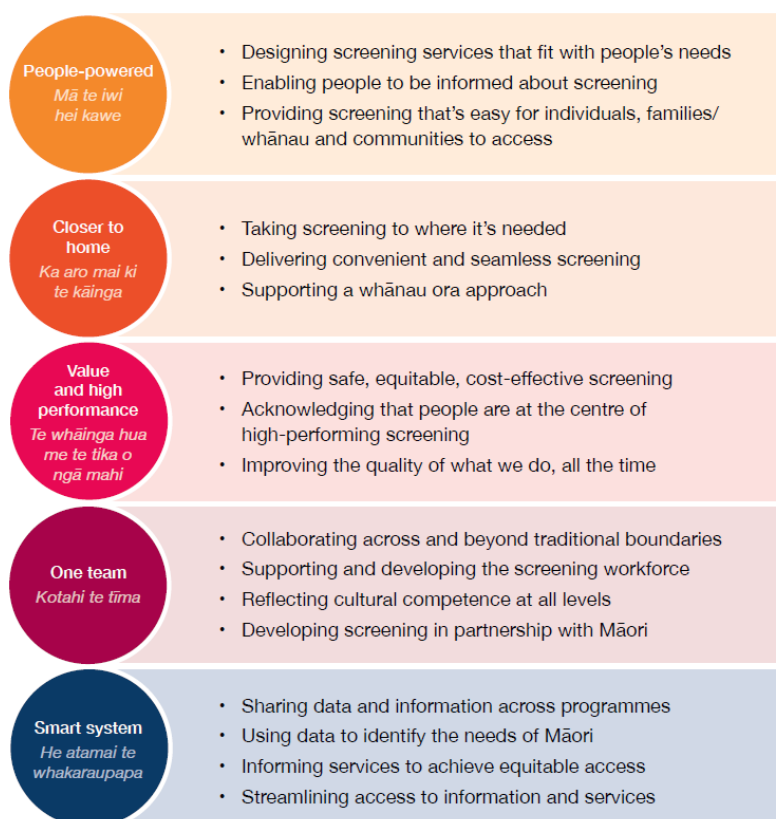 People-powered
Mā te iwi
hei kawe
• Designing screening services that fit with people's needs
• Enabling people to be informed about screening
• Providing screening that's easy for individuals, families/
whānau and communities to access
Closer to
home
Ka aro mai ki
te kāinga
• Taking screening to where it's needed
• Delivering convenient and seamless screening
• Supporting a whānau ora approach
Value
and high
performance
Te whāinga hua
me te tika o
ngā mahi
• Providing safe, equitable, cost-effective screening
• Acknowledging that people are at the centre of
high-performing screening
• Improving the quality of what we do, all the time
One team
Kotahi te tīma
• Collaborating across and beyond traditional boundaries
• Supporting and developing the screening workforce
• Reflecting cultural competence at all levels
• Developing screening in partnership with Māori
Smart system
He atamai te
whakaraupapa
• Sharing data and information across programmes
• Using data to identify the needs of Māori
• Informing services to achieve equitable access
• Streamlining access to information and services